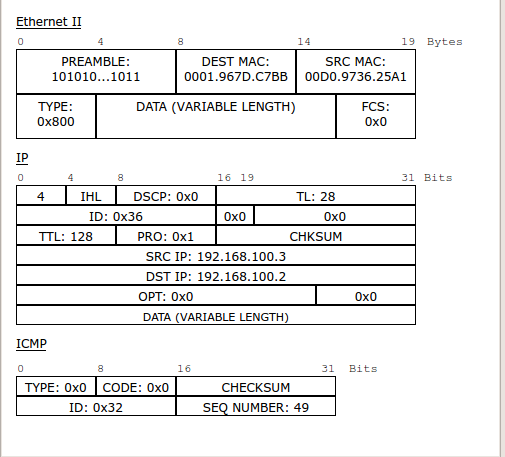 Ethernet II
0 4 8 14 19 Bytes
PREAMBLE: DEST MAC: SRC MAC:
101010...1011 0001.967D.C7BB 00D0.9736.25A1
TYPE: DATA (VARIABLE LENGTH) FCS:
0x800 0x0
IP
0 4 8 16 19 31 Bits
4 IHL DSCP: 0x0 TL: 28
ID: 0x36 0x0 0x0
TTL: 128 PRO: 0x1 CHKSUM
SRC IP: 192.168.100.3
DST IP: 192.168.100.2
OPT: 0x0 0x0
DATA (VARIABLE LENGTH)
ICMP
0 8 16 31 Bits
TYPE: 0x0 CODE: 0x0 CHECKSUM
ID: 0x32 SEQ NUMBER: 49